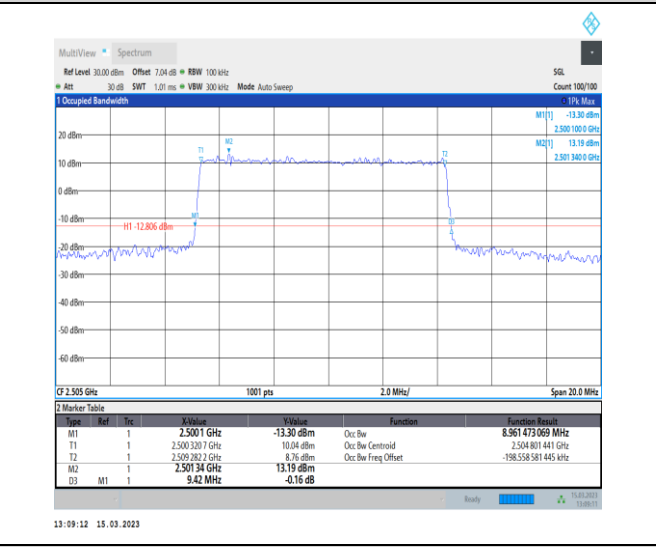 MultiView Spectrum
Ref Level 30.00 dBm Offset 7.04 dB RBW 100 kHz SGL
Att 30 dB SWT 1.01 ms VBW 300 kHz Mode Auto Sweep Count 100/100
1 Occupied Bandwidth 1Pk Max
M1[1] -13.30 dBm
2.500 100 0 GHz
20 dBm M2 M2[1] 13.19 dBm
T1 T2 2.501 340 0 GHz
10 dBm
0 dBm
-10 dBm M1
H1 -12.806 dBm D3
-20 dBm
-30 dBm
-40 dBm
-50 dBm
-60 dBm
CF 2.505 GHz 1001 pts 2.0 MHz/ Span 20.0 MHz
2 Marker Table
Type Ref Trc X-Value Y-Value Function Function Result
M1 1 2.5001 GHz -13.30 dBm Occ Bw 8.961 473 069 MHz
T1 1 2.500 320 7 GHz 10.04 dBm Occ Bw Centroid 2.504 801 441 GHz
T2 1 2.509 282 2 GHz 8.76 dBm Occ Bw Freq Offset -198.558 581 445 kHz
M2 1 2.501 34 GHz 13.19 dBm
D3 M1 1 9.42 MHz -0.16 dB
Ready 15.03.2023
13:09:11
13:09:12 15.03.2023